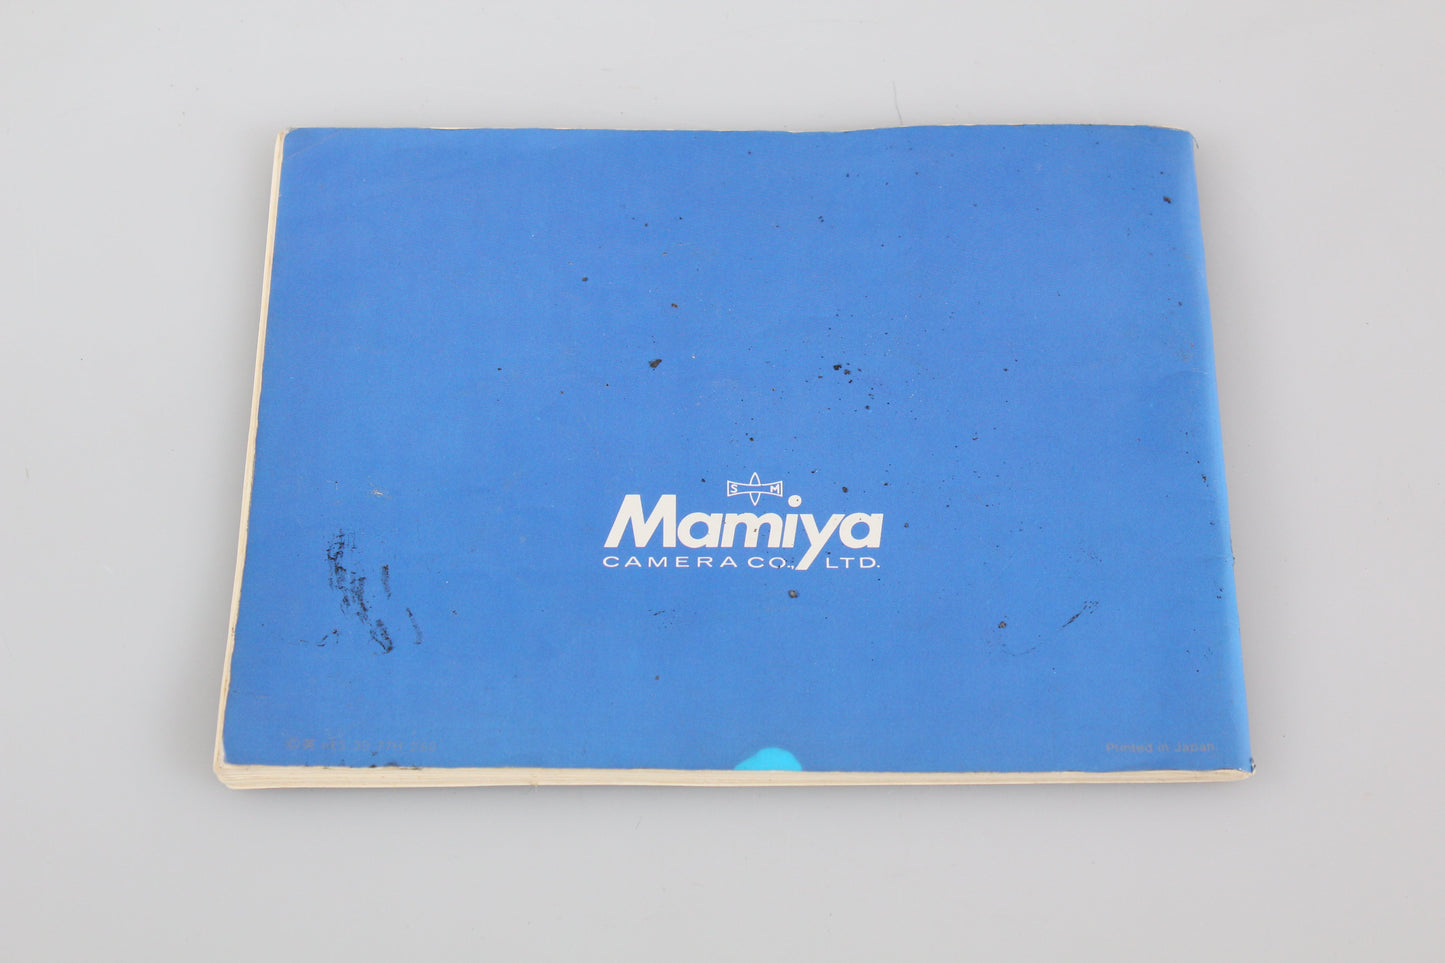 S M
Mamiya
CAMERA CO., LTD.
Printed in Japan